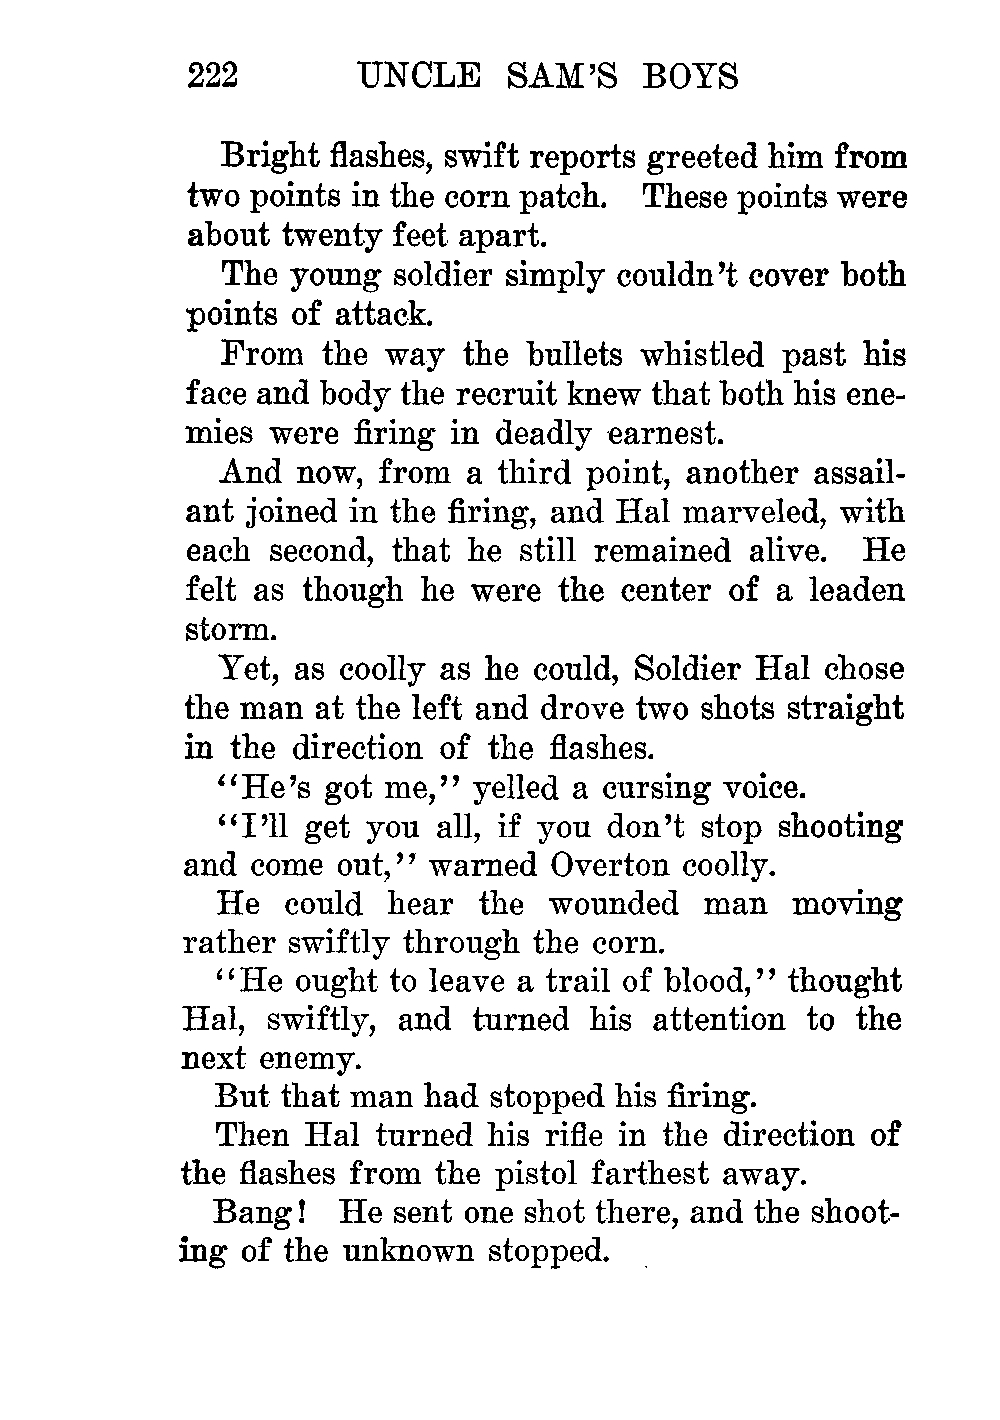 222 UNCLE SAM'S BOYS
Bright flashes, swift reports greeted him from
two points in the corn patch. These points were
about twenty feet apart.
The young soldier simply couldn't cover both
points of attack.
From the way the bullets whistled past his
face and body the recruit knew that both his ene-
mies were firing in deadly earnest.
And now, from a third point, another assail-
ant joined in the firing, and Hal marveled, with
each second, that he still remained alive. He
felt as though he were the center of a leaden
storm.
Yet, as coolly as he could, Soldier Hal chose
the man at the left and drove two shots straight
in the direction of the flashes.
"He's got me," yelled a cursing voice.
"I'll get you all, if you don't stop shooting
and come out," warned Overton coolly.
He could hear the wounded man moving
rather swiftly through the corn.
"He ought to leave a trail of blood," thought
Hal, swiftly, and turned his attention to the
next enemy.
But that man had stopped his firing.
Then Hal turned his rifle in the direction of
the flashes from the pistol farthest away.
Bang! He sent one shot there, and the shoot-
ing of the unknown stopped.